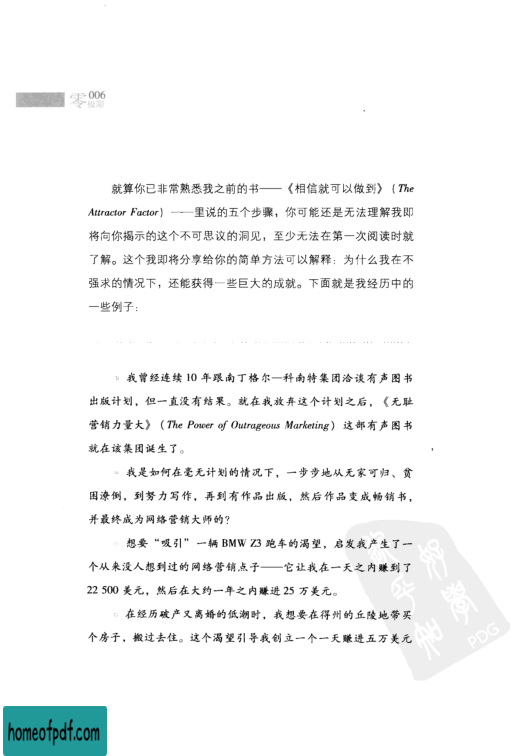 零极限
006
就算你已非常熟悉我之前的书——《相信就可以做到》（The
Attractor Factor）——里说的五个步骤，你可能还是无法理解我即
将向你揭示的这个不可思议的洞见，至少无法在第一次阅读时就
了解。这个我即将分享给你的简单方法可以解释：为什么我在不
强求的情况下，还能获得一些巨大的成就。下面就是我经历中的
一些例子：
我曾经连续 10 年跟南丁格尔—科南特集团洽谈有声图书
出版计划，但一直没有结果。就在我放弃这个计划之后，《无耻
营销力量大》（The Power of Outrageous Marketing）这部有声图书
就在该集团诞生了。
我是如何在毫无计划的情况下，一步步地从无家可归、贫
困潦倒，到努力写作，再到有作品出版，然后作品变成畅销书，
并最终成为网络营销大师的？
想要“吸引”一辆 BMW Z3 跑车的渴望，启发我产生了一
个从来没人想到过的网络营销点子——它让我在一天之内赚到了
22 500 美元，然后在大约一年之内赚进 25 万美元。
在经历破产又离婚的低潮时，我想要在得州的丘陵地带买
个房子，搬过去住。这个渴望引导我创立一个一天赚进五万美元
PDG
homeofpdf.com